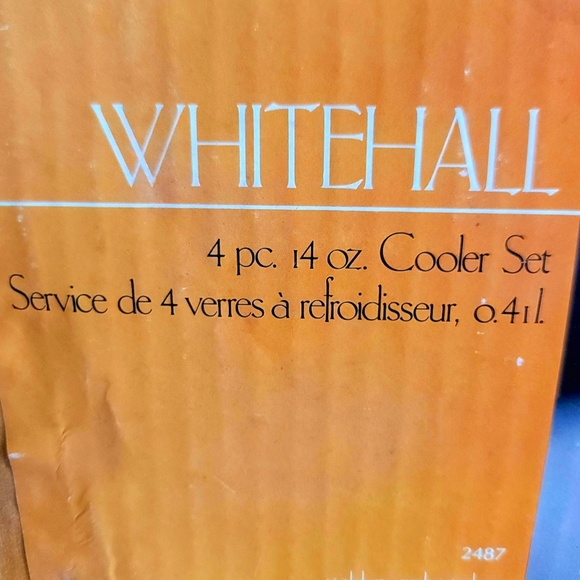 WHITEHALL
4 pc. 14 oz. Cooler Set
Service de 4 verres à refroidisseur, 0.41 l.
2487